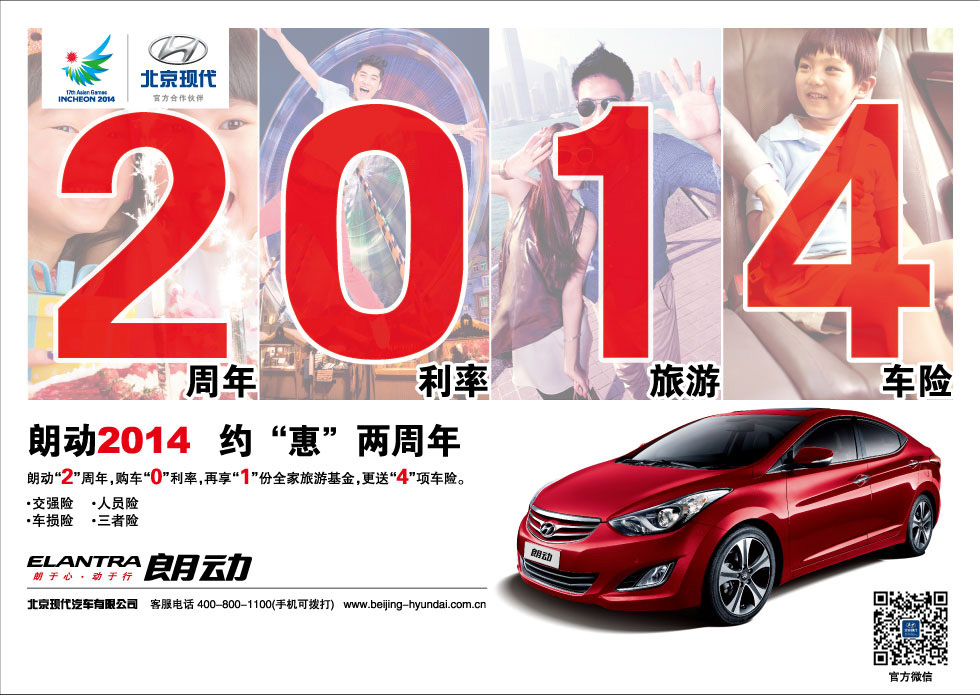 17th Asian Games
INCHEON 2014
北京现代
官方合作伙伴
2014
周年 利率 旅游 车险
朗动2014 约“惠”两周年
朗动“2”周年，购车“0”利率，再享“1”份全家旅游基金，更送“4”项车险。
·交强险 ·人员险
·车损险 ·三者险
ELANTRA 朗动
朗于心·动于行
北京现代汽车有限公司 客服电话 400-800-1100(手机可拨打) www.beijing-hyundai.com.cn
朗动
官方微信